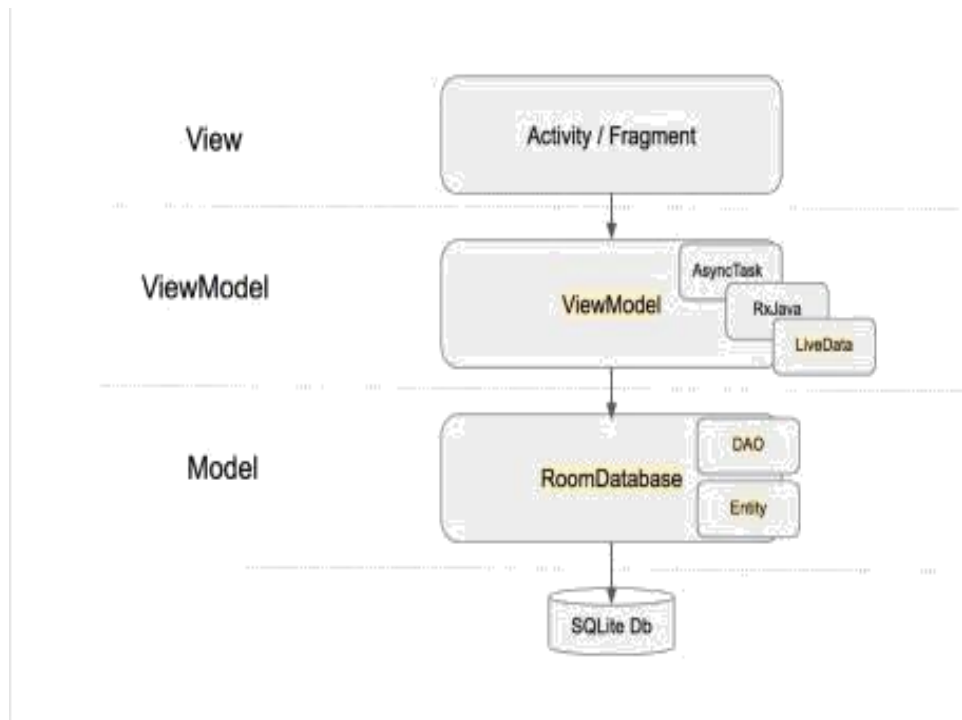 View
Activity / Fragment
ViewModel
ViewModel
AsyncTask
RxJava
LiveData
Model
RoomDatabase
DAO
Entity
SQLite Db